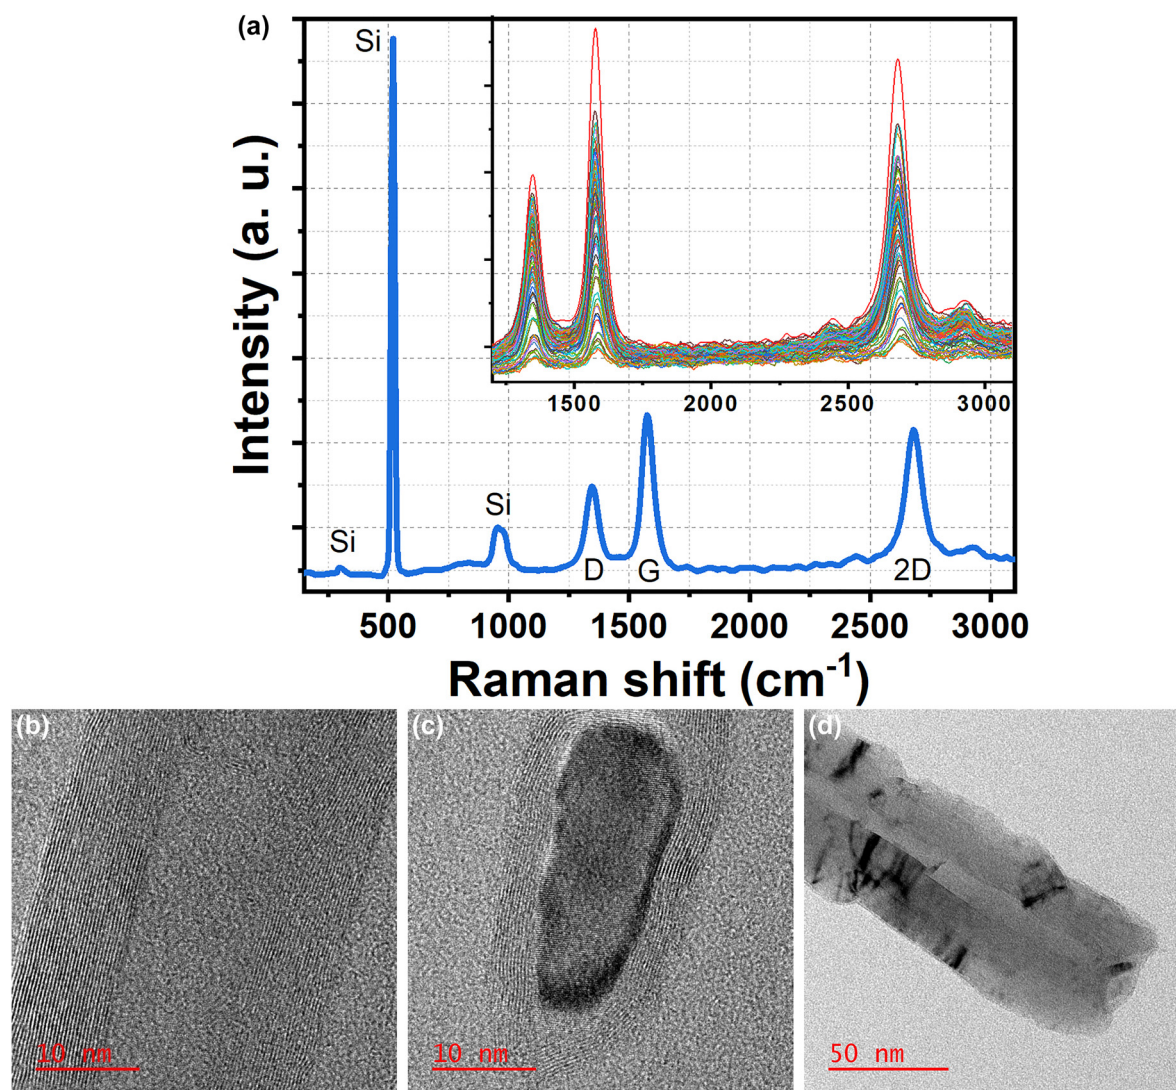 (a)
Si
Intensity (a. u.)
1500 2000 2500 3000
Si
Si
D G 2D
500 1000 1500 2000 2500 3000
Raman shift (cm⁻¹)
(b) (c) (d)
10 nm 10 nm 50 nm